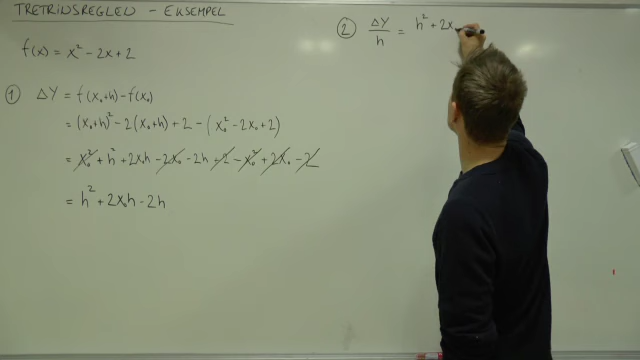 TRETRINSREGLEN - EKSEMPEL
f(x) = x² - 2x + 2
① ΔY = f(x₀+h) - f(x₀)
= (x₀+h)² - 2(x₀+h) + 2 - (x₀² - 2x₀ + 2)
= x₀² + h² + 2x₀h - 2x₀ - 2h + 2 - x₀² + 2x₀ - 2
= h² + 2x₀h - 2h
② ΔY/h = h² + 2x